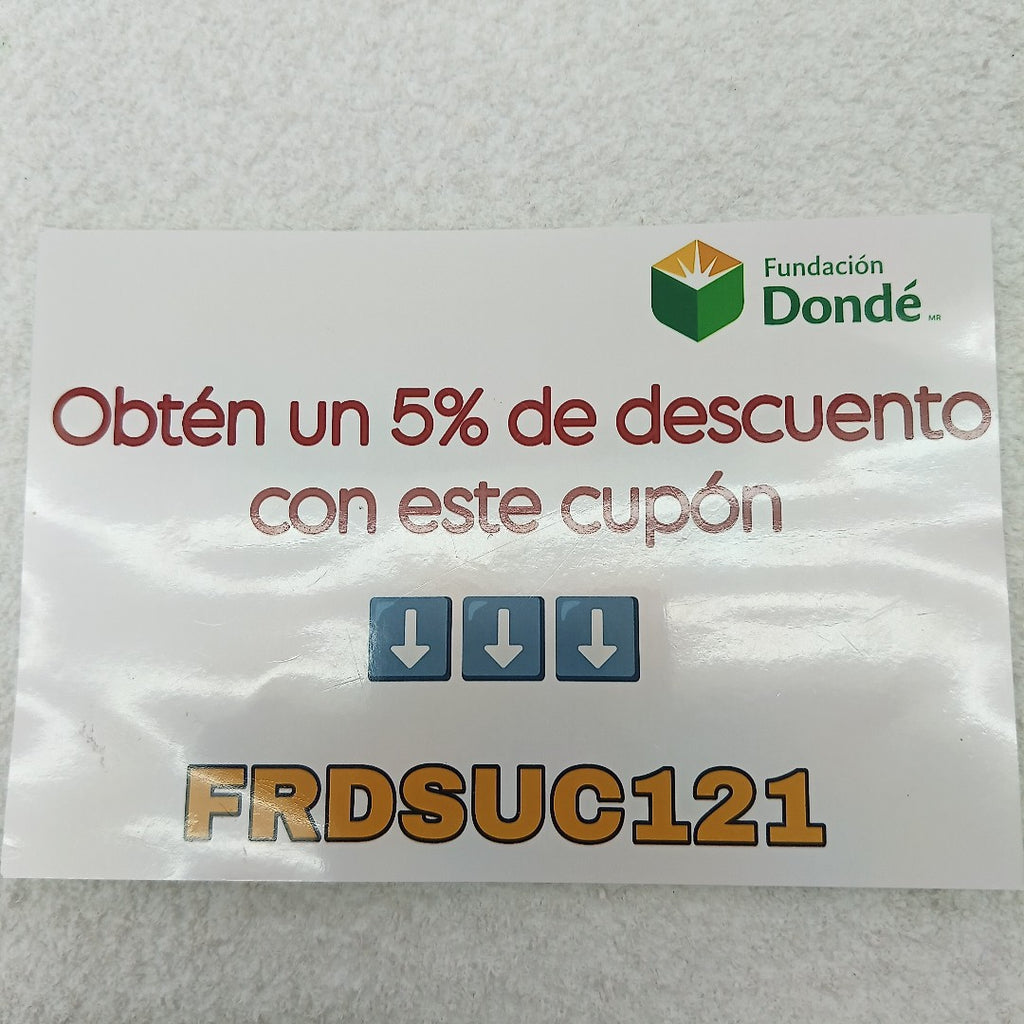 Fundación
Dondé MR
Obtén un 5% de descuento
con este cupón
FRDSUC121